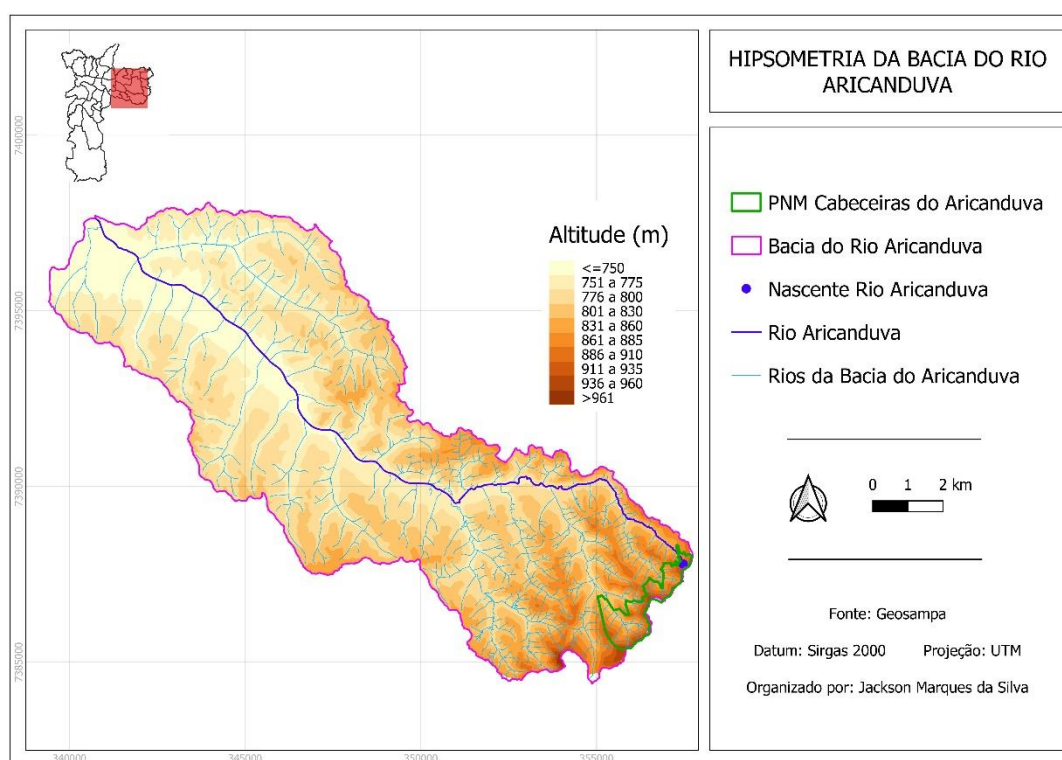 HIPSOMETRIA DA BACIA DO RIO
ARICANDUVA
7400000
7395000
7390000
7385000
340000
345000
350000
355000
Altitude (m)
<=750
751 a 775
776 a 800
801 a 830
831 a 860
861 a 885
886 a 910
911 a 935
936 a 960
>961
PNM Cabeceiras do Aricanduva
Bacia do Rio Aricanduva
Nascente Rio Aricanduva
Rio Aricanduva
Rios da Bacia do Aricanduva
0 1 2 km
Fonte: Geosampa
Datum: Sirgas 2000 Projeção: UTM
Organizado por: Jackson Marques da Silva